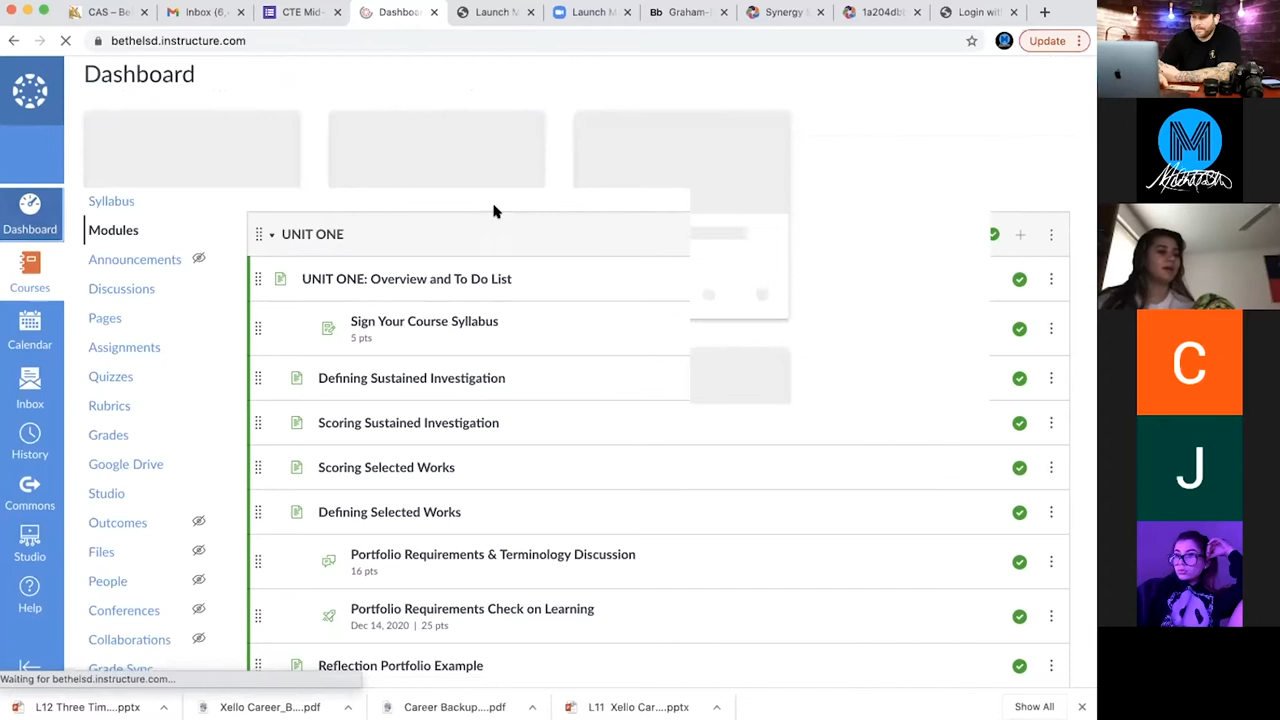 CAS – Be
Inbox (6,
CTE Mid-
Dashboa
Launch M
Launch M
Bb Graham-
Synergy
1a204dbt
Login wit
bethelsd.instructure.com
Update
Dashboard
Dashboard
Courses
Calendar
Inbox
History
Commons
Studio
Help
Syllabus
Modules
Announcements
Discussions
Pages
Assignments
Quizzes
Rubrics
Grades
Google Drive
Studio
Outcomes
Files
People
Conferences
Collaborations
Grade Sync
UNIT ONE
UNIT ONE: Overview and To Do List
Sign Your Course Syllabus
5 pts
Defining Sustained Investigation
Scoring Sustained Investigation
Scoring Selected Works
Defining Selected Works
Portfolio Requirements & Terminology Discussion
16 pts
Portfolio Requirements Check on Learning
Dec 14, 2020 | 25 pts
Reflection Portfolio Example
Waiting for bethelsd.instructure.com...
L12 Three Tim....pptx
Xello Career_B....pdf
Career Backup....pdf
L11 Xello Car....pptx
Show All
M
C
J